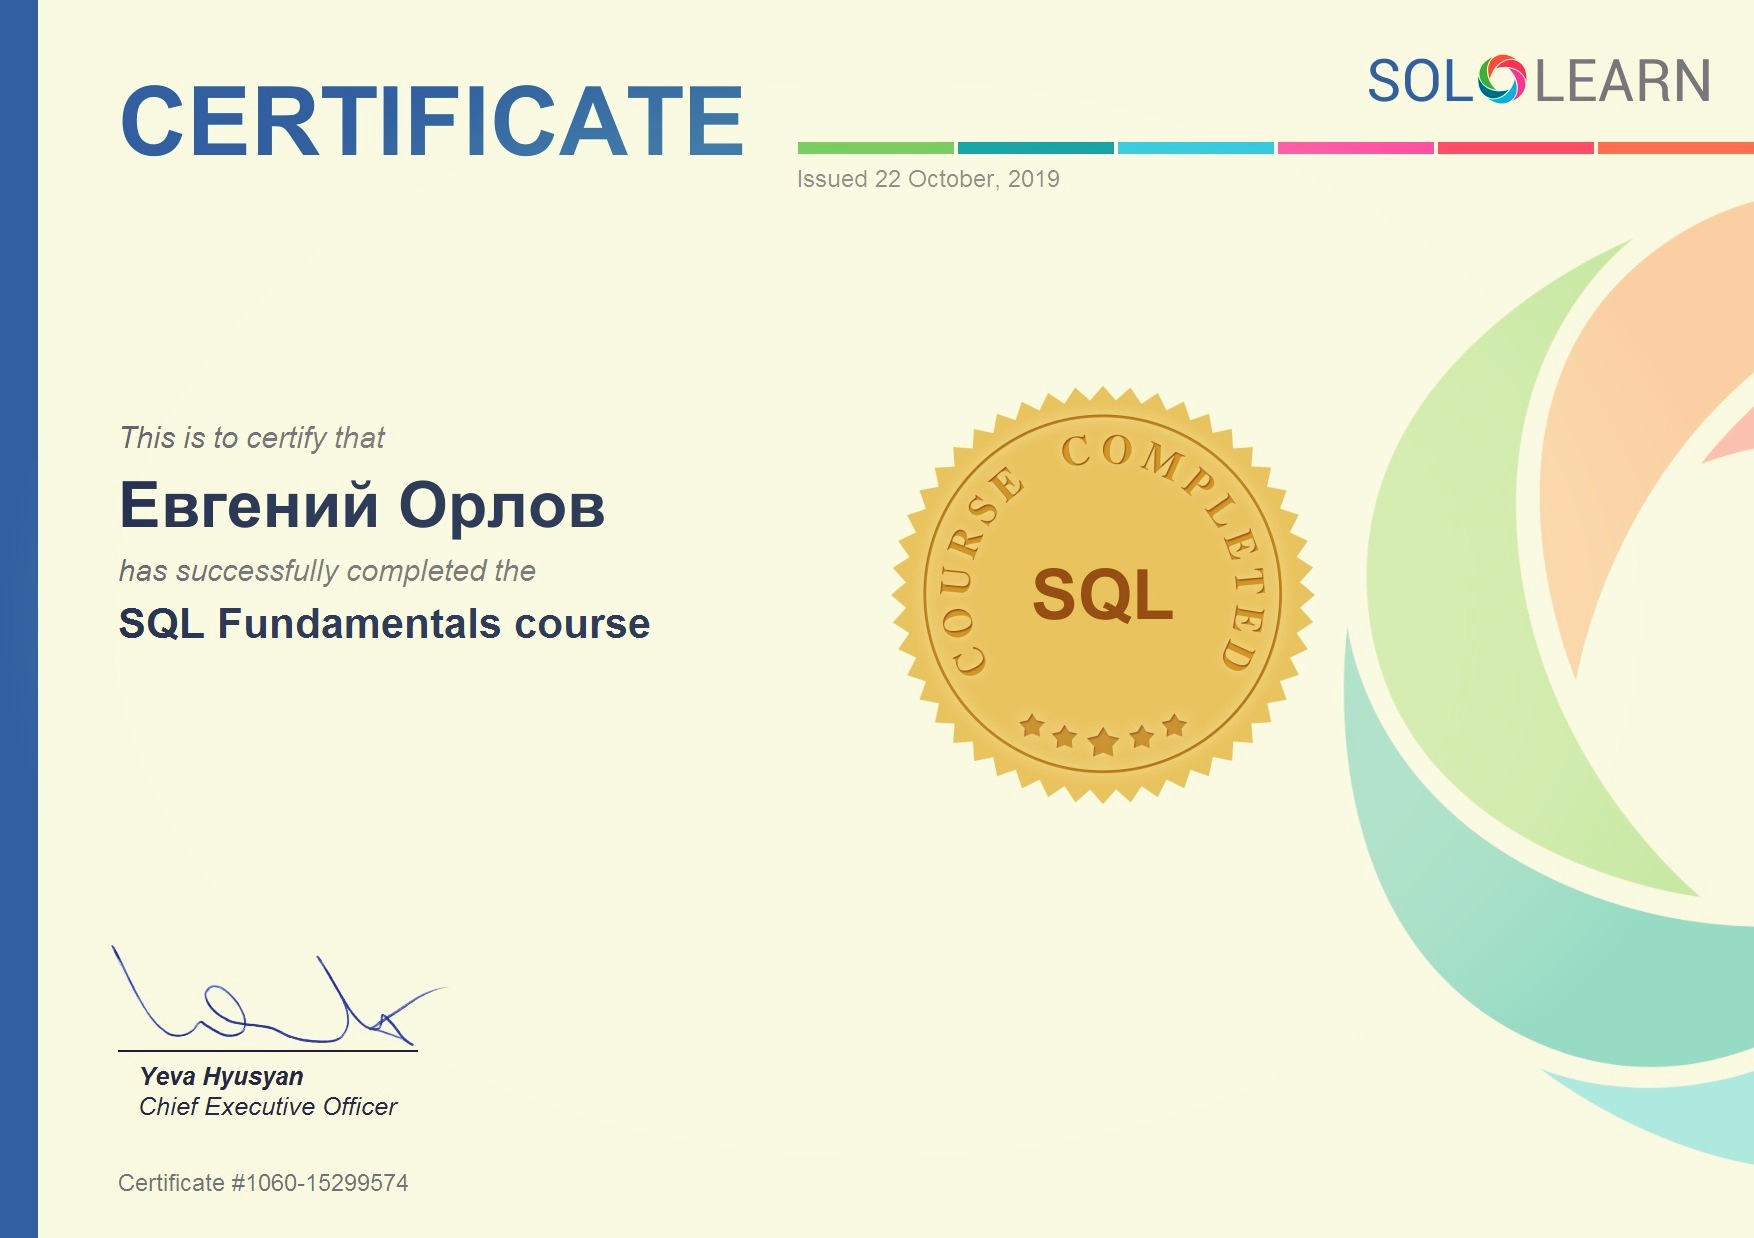 CERTIFICATE
SOLOLEARN
Issued 22 October, 2019
This is to certify that
Евгений Орлов
has successfully completed the
SQL Fundamentals course
COURSE COMPLETED
SQL
Yeva Hyusyan
Chief Executive Officer
Certificate #1060-15299574